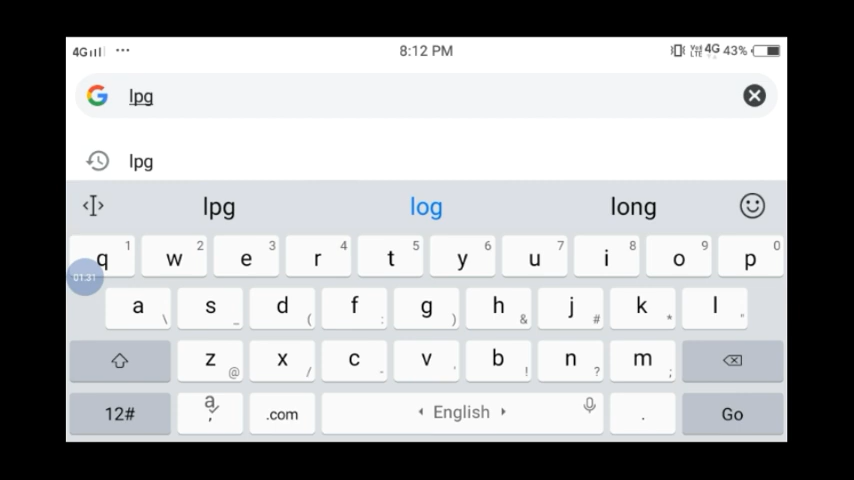 4G ... 8:12 PM 4G 43%
lpg
lpg
lpg log long
q 1 w 2 e 3 r 4 t 5 y 6 u 7 i 8 o 9 p 0
01:31
a \ s _ d ( f : g ) h & j # k * l "
z @ x / c - v ' b ! n ? m ;
12# a , .com English . Go